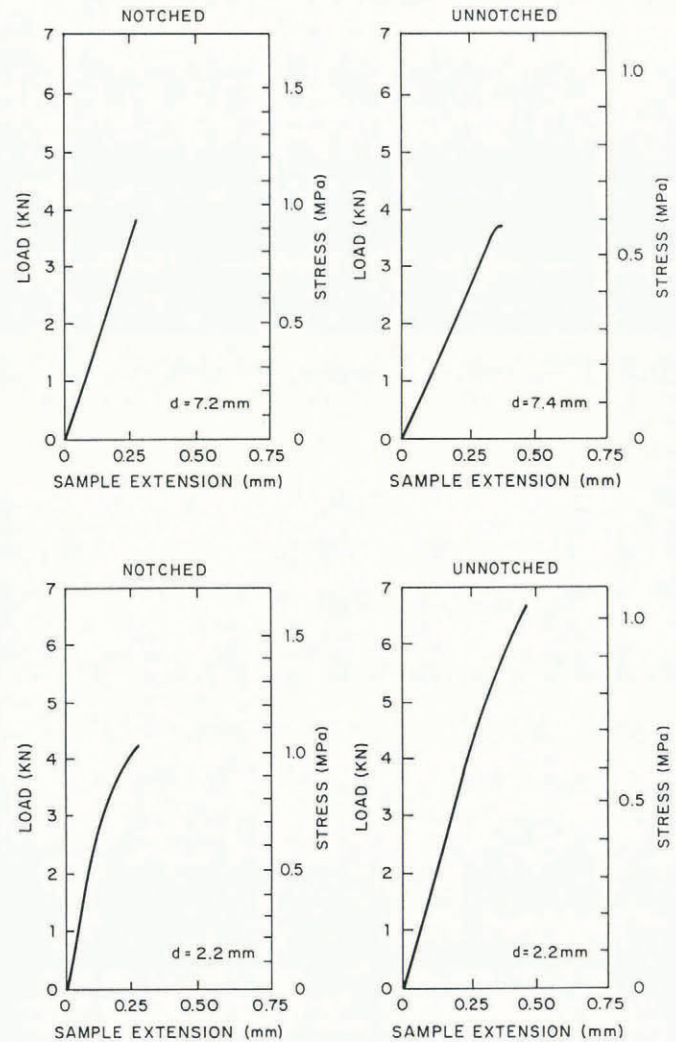 NOTCHED
7
6
5
4
3
2
1
0
LOAD (KN)
1.5
1.0
0.5
0
STRESS (MPa)
d = 7.2 mm
0 0.25 0.50 0.75
SAMPLE EXTENSION (mm)
UNNOTCHED
7
6
5
4
3
2
1
0
LOAD (KN)
1.0
0.5
0
STRESS (MPa)
d = 7.4 mm
0 0.25 0.50 0.75
SAMPLE EXTENSION (mm)
NOTCHED
7
6
5
4
3
2
1
0
LOAD (KN)
1.5
1.0
0.5
0
STRESS (MPa)
d = 2.2 mm
0 0.25 0.50 0.75
SAMPLE EXTENSION (mm)
UNNOTCHED
7
6
5
4
3
2
1
0
LOAD (KN)
1.0
0.5
0
STRESS (MPa)
d = 2.2 mm
0 0.25 0.50 0.75
SAMPLE EXTENSION (mm)